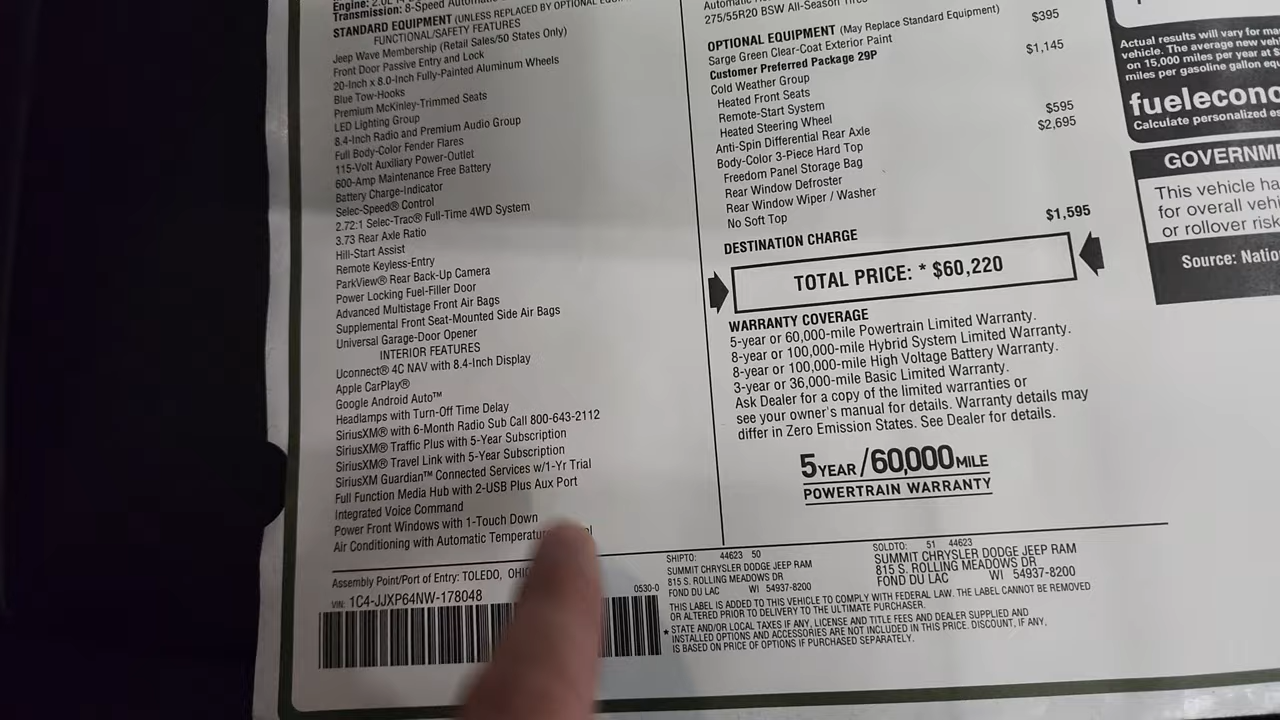 Engine: 2.0L
Transmission: 8-Speed
STANDARD EQUIPMENT (UNLESS REPLACED BY OPTIONAL
FUNCTIONAL/SAFETY FEATURES
Jeep Wave Membership (Retail Sales/50 States Only)
Front Door Passive Entry and Lock
20-Inch x 8.0-Inch Fully-Painted Aluminum Wheels
Blue Tow-Hooks
Premium McKinley-Trimmed Seats
LED Lighting Group
8.4-Inch Radio and Premium Audio Group
Full Body-Color Fender Flares
115-Volt Auxiliary Power-Outlet
600-Amp Maintenance Free Battery
Battery Charge-Indicator
Selec-Speed® Control
2.72:1 Selec-Trac® Full-Time 4WD System
3.73 Rear Axle Ratio
Hill-Start Assist
Remote Keyless-Entry
ParkView® Rear Back-Up Camera
Power Locking Fuel-Filler Door
Advanced Multistage Front Air Bags
Supplemental Front Seat-Mounted Side Air Bags
Universal Garage-Door Opener
INTERIOR FEATURES
Uconnect® 4C NAV with 8.4-Inch Display
Apple CarPlay®
Google Android Auto™
Headlamps with Turn-Off Time Delay
SiriusXM® with 6-Month Radio Sub Call 800-643-2112
SiriusXM® Traffic Plus with 5-Year Subscription
SiriusXM® Travel Link with 5-Year Subscription
SiriusXM Guardian™ Connected Services w/1-Yr Trial
Full Function Media Hub with 2-USB Plus Aux Port
Integrated Voice Command
Power Front Windows with 1-Touch Down
Air Conditioning with Automatic
Assembly Point/Port of Entry: TOLEDO,
VIN: 1C4-JJXP64NW-178048
0530-0
275/55R20 BSW All-Season
OPTIONAL EQUIPMENT (May Replace Standard Equipment)
Sarge Green Clear-Coat Exterior Paint $395
Customer Preferred Package 29P
Cold Weather Group $1,145
Heated Front Seats
Remote-Start System
Heated Steering Wheel
Anti-Spin Differential Rear Axle $595
Body-Color 3-Piece Hard Top $2,695
Freedom Panel Storage Bag
Rear Window Defroster
Rear Window Wiper / Washer
No Soft Top
DESTINATION CHARGE $1,595
TOTAL PRICE: * $60,220
WARRANTY COVERAGE
5-year or 60,000-mile Powertrain Limited Warranty.
8-year or 100,000-mile Hybrid System Limited Warranty.
8-year or 100,000-mile High Voltage Battery Warranty.
3-year or 36,000-mile Basic Limited Warranty.
Ask Dealer for a copy of the limited warranties or
see your owner's manual for details. Warranty details may
differ in Zero Emission States. See Dealer for details.
5 YEAR /60,000 MILE
POWERTRAIN WARRANTY
SHIPTO: 44623 50
SUMMIT CHRYSLER DODGE JEEP RAM
815 S. ROLLING MEADOWS DR
FOND DU LAC WI 54937-8200
SOLDTO: 51 44623
SUMMIT CHRYSLER DODGE JEEP RAM
815 S. ROLLING MEADOWS DR
FOND DU LAC WI 54937-8200
THIS LABEL IS ADDED TO THIS VEHICLE TO COMPLY WITH FEDERAL LAW. THE LABEL CANNOT BE REMOVED
OR ALTERED PRIOR TO DELIVERY TO THE ULTIMATE PURCHASER.
* STATE AND/OR LOCAL TAXES IF ANY, LICENSE AND TITLE FEES AND DEALER SUPPLIED AND
INSTALLED OPTIONS AND ACCESSORIES ARE NOT INCLUDED IN THIS PRICE. DISCOUNT, IF ANY,
IS BASED ON PRICE OF OPTIONS IF PURCHASED SEPARATELY.
Actual results will vary for
vehicle. The average new
on 15,000 miles per year at
miles per gasoline gallon
Calculate personalized
This vehicle
for overall
or rollover
Source: